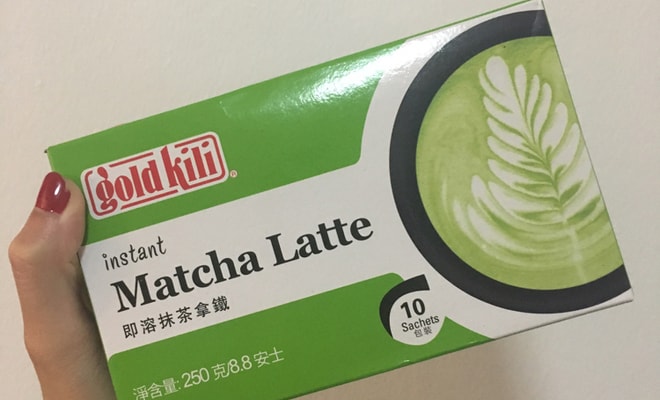 gold kili®
instant
Matcha Latte
即溶抹茶拿鐵
10
Sachets
包裝
淨含量: 250 克/8.8 安士